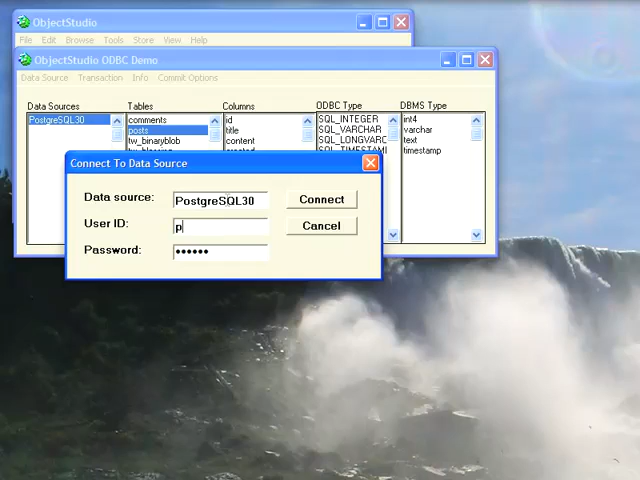 ObjectStudio
File Edit Browse Tools Store View Help
ObjectStudio ODBC Demo
Data Source Transaction Info Commit Options
Data Sources Tables Columns ODBC Type DBMS Type
PostgreSQL30 comments id SQL_INTEGER int4
posts title SQL_VARCHAR varchar
tw_binaryblob content SQL_LONGVARC text
SQL_TIMESTAMI timestamp
Connect To Data Source
Data source: PostgreSQL30 Connect
User ID: p Cancel
Password: ••••••